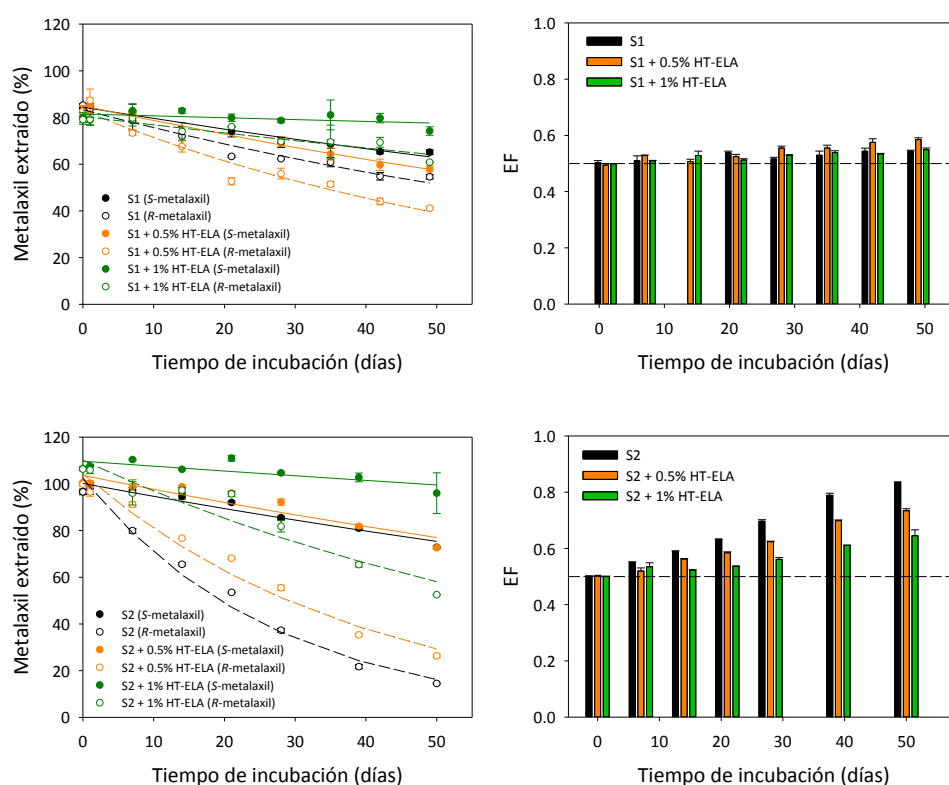 120
100
80
60
40
20
0
Metalaxil extraído (%)
S1 (S-metalaxil)
S1 (R-metalaxil)
S1 + 0.5% HT-ELA (S-metalaxil)
S1 + 0.5% HT-ELA (R-metalaxil)
S1 + 1% HT-ELA (S-metalaxil)
S1 + 1% HT-ELA (R-metalaxil)
0 10 20 30 40 50
Tiempo de incubación (días)
1.0
0.8
0.6
0.4
0.2
0.0
EF
S1
S1 + 0.5% HT-ELA
S1 + 1% HT-ELA
0 10 20 30 40 50
Tiempo de incubación (días)
120
100
80
60
40
20
0
Metalaxil extraído (%)
S2 (S-metalaxil)
S2 (R-metalaxil)
S2 + 0.5% HT-ELA (S-metalaxil)
S2 + 0.5% HT-ELA (R-metalaxil)
S2 + 1% HT-ELA (S-metalaxil)
S2 + 1% HT-ELA (R-metalaxil)
0 10 20 30 40 50
Tiempo de incubación (días)
1.0
0.8
0.6
0.4
0.2
0.0
EF
S2
S2 + 0.5% HT-ELA
S2 + 1% HT-ELA
0 10 20 30 40 50
Tiempo de incubación (días)